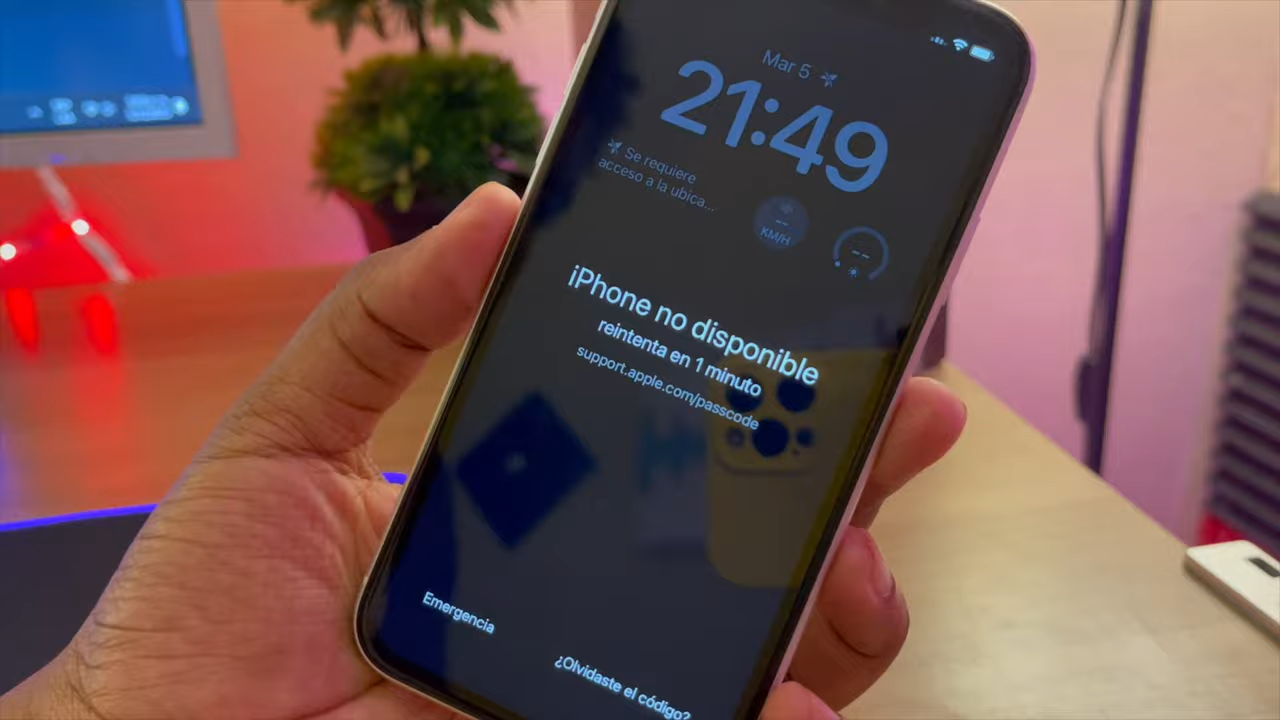 Mar 5
21:49
Se requiere
acceso a la ubica...
--
KM/H
--
iPhone no disponible
reintenta en 1 minuto
support.apple.com/passcode
Emergencia
¿Olvidaste el código?